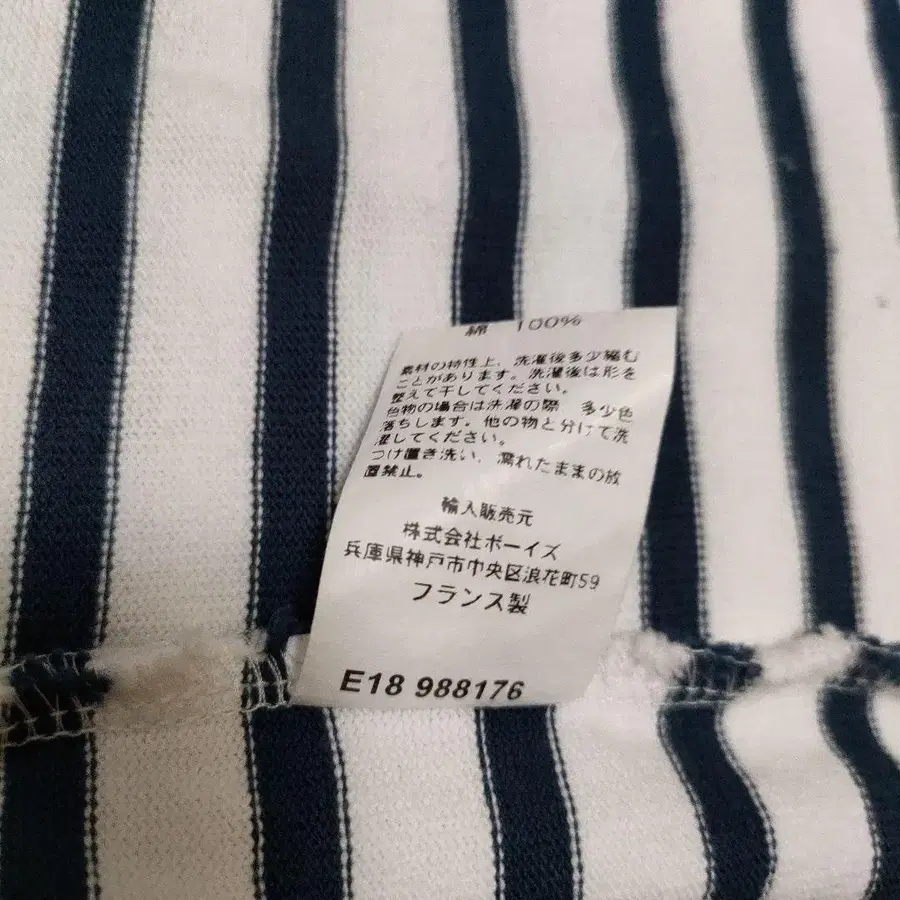 綿 100%
素材の特性上、洗濯後多少縮む
ことがあります。洗濯後は形を
整えて干してください。
色物の場合は洗濯の際、多少色
落ちします。他の物と分けて洗
濯してください。
つけ置き洗い、濡れたままの放
置禁止。
輸入販売元
株式会社ボーイズ
兵庫県神戸市中央区浪花町59
フランス製
E18 988176